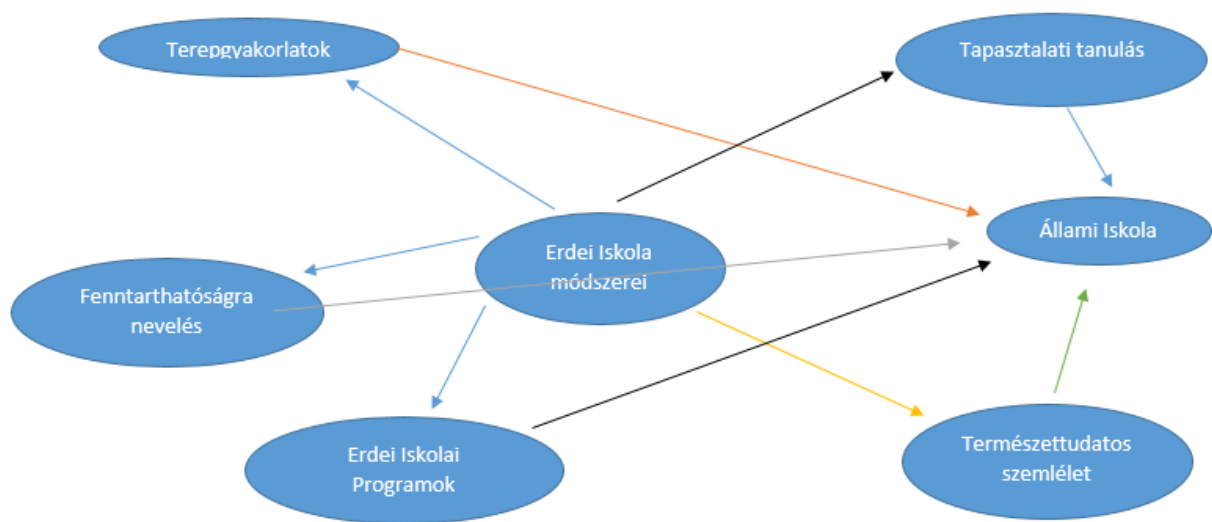 Terepgyakorlatok
Tapasztalati tanulás
Állami Iskola
Erdei Iskola
módszerei
Fenntarthatóságra
nevelés
Erdei Iskolai
Programok
Természettudatos
szemlélet